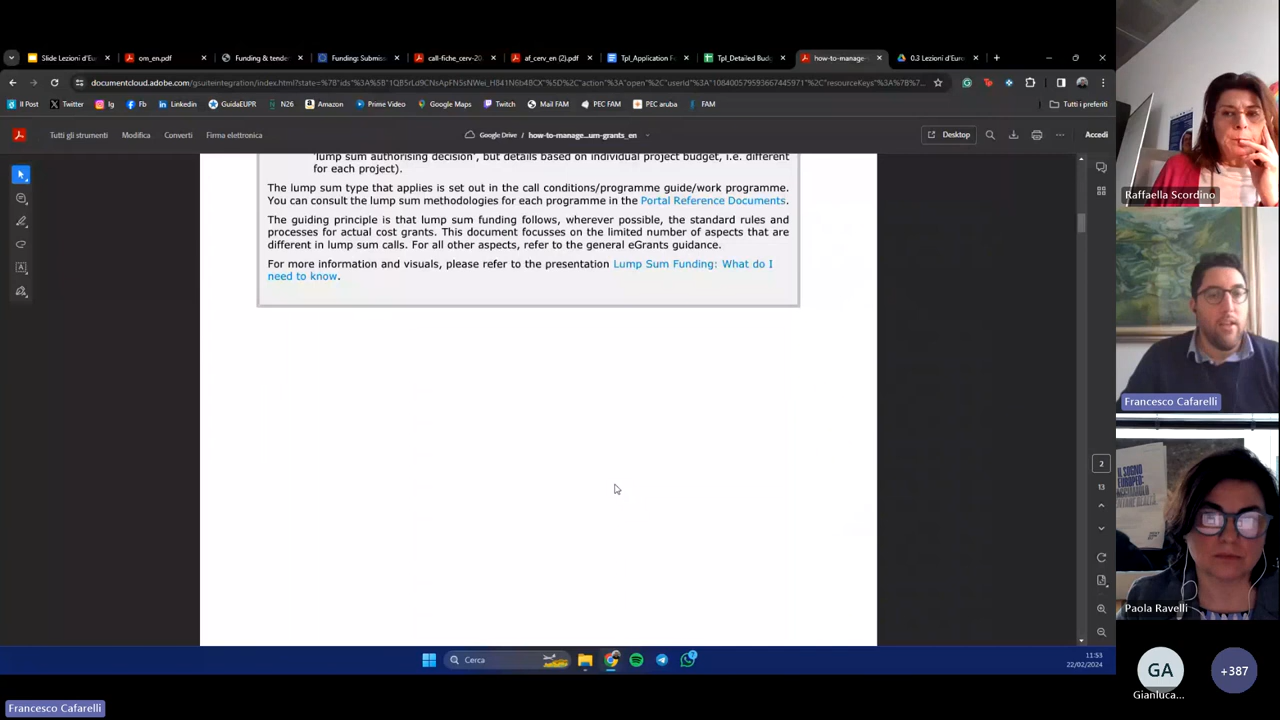 Slide Lezioni d'Eu
om_en.pdf
Funding & tende
Funding: Submis
call-fiche_cerv-20
af_cerv_en (2).pdf
Tpl_Application F
Tpl_Detailed Budg
how-to-manage-
0.3 Lezioni d'Euro
Il Post
Twitter
Ig
Fb
Linkedin
GuidaEUPR
N26
Amazon
Prime Video
Google Maps
Twitch
Mail FAM
PEC FAM
PEC aruba
FAM
Tutti i preferiti
Tutti gli strumenti
Modifica
Converti
Firma elettronica
Google Drive
how-to-manage...um-grants_en
Desktop
Accedi
'lump sum authorising decision', but details based on individual project budget, i.e. different
for each project).
The lump sum type that applies is set out in the call conditions/programme guide/work programme.
You can consult the lump sum methodologies for each programme in the Portal Reference Documents.
The guiding principle is that lump sum funding follows, wherever possible, the standard rules and
processes for actual cost grants. This document focusses on the limited number of aspects that are
different in lump sum calls. For all other aspects, refer to the general eGrants guidance.
For more information and visuals, please refer to the presentation Lump Sum Funding: What do I
need to know.
2
13
Cerca
7
11:53
22/02/2024
Francesco Cafarelli
Raffaella Scordino
Francesco Cafarelli
IL SOGNO
EUROPEO:
Paola Ravelli
GA
Gianluca...
+387